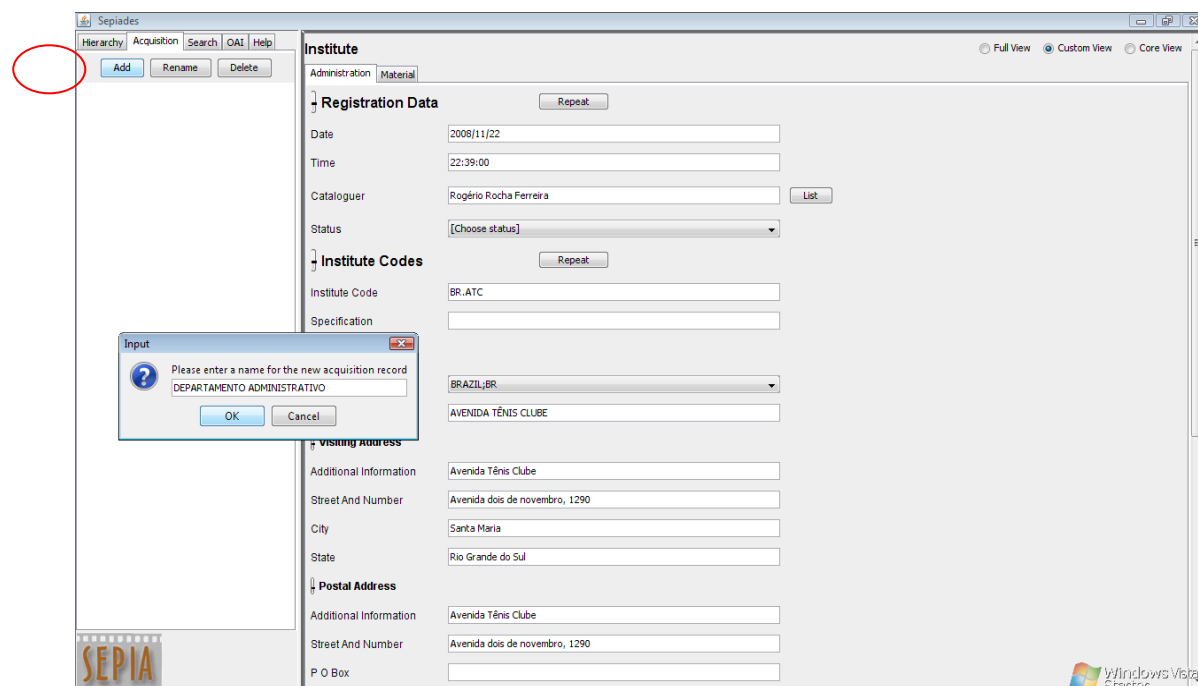 Sepiades
Hierarchy Acquisition Search OAI Help
Add Rename Delete
Institute
Full View Custom View Core View
Administration Material
Registration Data Repeat
Date 2008/11/22
Time 22:39:00
Cataloguer Rogério Rocha Ferreira List
Status [Choose status]
Institute Codes Repeat
Institute Code BR.ATC
Specification
Input
Please enter a name for the new acquisition record
DEPARTAMENTO ADMINISTRATIVO
OK Cancel
BRAZIL;BR
AVENIDA TÊNIS CLUBE
Visiting Address
Additional Information Avenida Tênis Clube
Street And Number Avenida dois de novembro, 1290
City Santa Maria
State Rio Grande do Sul
Postal Address
Additional Information Avenida Tênis Clube
Street And Number Avenida dois de novembro, 1290
P O Box
SEPIA
Windows Vista
Starter